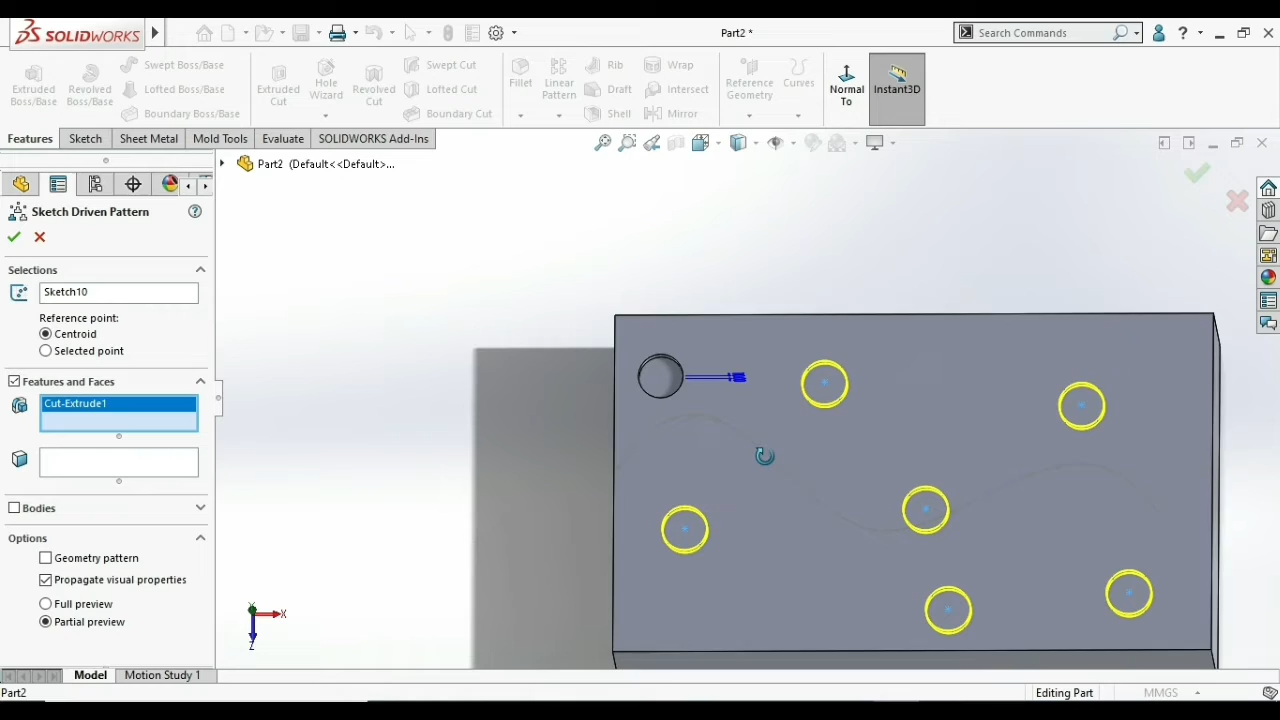 SOLIDWORKS
Part2 *
Search Commands
Extruded Boss/Base
Revolved Boss/Base
Swept Boss/Base
Lofted Boss/Base
Boundary Boss/Base
Extruded Cut
Hole Wizard
Revolved Cut
Swept Cut
Lofted Cut
Boundary Cut
Fillet
Linear Pattern
Rib
Draft
Shell
Wrap
Intersect
Mirror
Reference Geometry
Curves
Normal To
Instant3D
Features
Sketch
Sheet Metal
Mold Tools
Evaluate
SOLIDWORKS Add-Ins
Part2 (Default<<Default>...
Sketch Driven Pattern
Selections
Sketch10
Reference point:
Centroid
Selected point
Features and Faces
Cut-Extrude1
Bodies
Options
Geometry pattern
Propagate visual properties
Full preview
Partial preview
X
Z
Model
Motion Study 1
Part2
Editing Part
MMGS